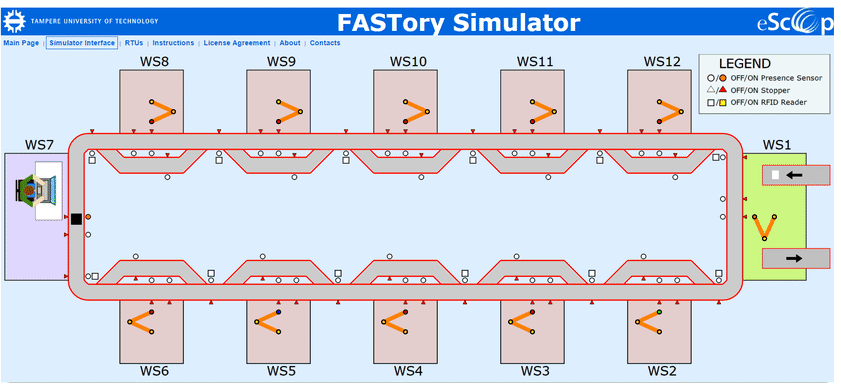 TAMPERE UNIVERSITY OF TECHNOLOGY
FASTory Simulator
eScop
Main Page | Simulator Interface | RTUs | Instructions | License Agreement | About | Contacts
WS8 WS9 WS10 WS11 WS12
LEGEND
OFF/ON Presence Sensor
OFF/ON Stopper
OFF/ON RFID Reader
WS7 WS1
WS6 WS5 WS4 WS3 WS2